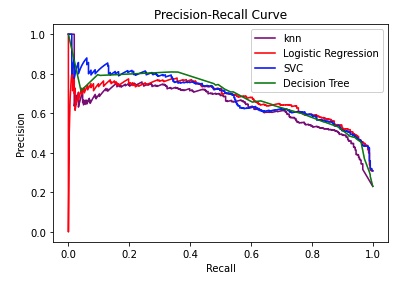 Precision-Recall Curve
knn
Logistic Regression
SVC
Decision Tree
Precision
1.0
0.8
0.6
0.4
0.2
0.0
0.0 0.2 0.4 0.6 0.8 1.0
Recall